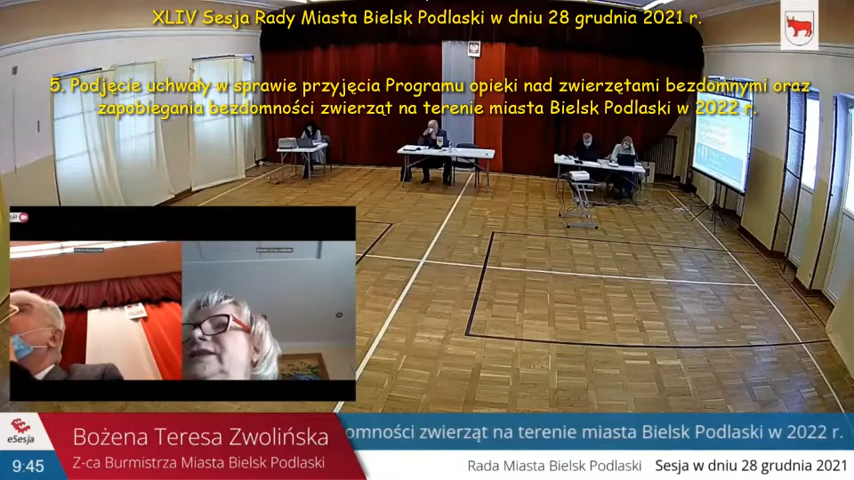 XLIV Sesja Rady Miasta Bielsk Podlaski w dniu 28 grudnia 2021 r.
5. Podjęcie uchwały w sprawie przyjęcia Programu opieki nad zwierzętami bezdomnymi oraz
zapobiegania bezdomności zwierząt na terenie miasta Bielsk Podlaski w 2022 r.
eSesja
Bożena Teresa Zwolińska
omności zwierząt na terenie miasta Bielsk Podlaski w 2022 r.
9:45
Z-ca Burmistrza Miasta Bielsk Podlaski
Rada Miasta Bielsk Podlaski
Sesja w dniu 28 grudnia 2021